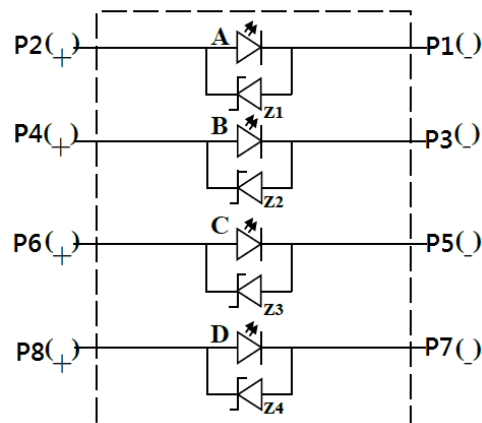 P2(+) A P1(-)
Z1
P4(+) B P3(-)
Z2
P6(+) C P5(-)
Z3
P8(+) D P7(-)
Z4